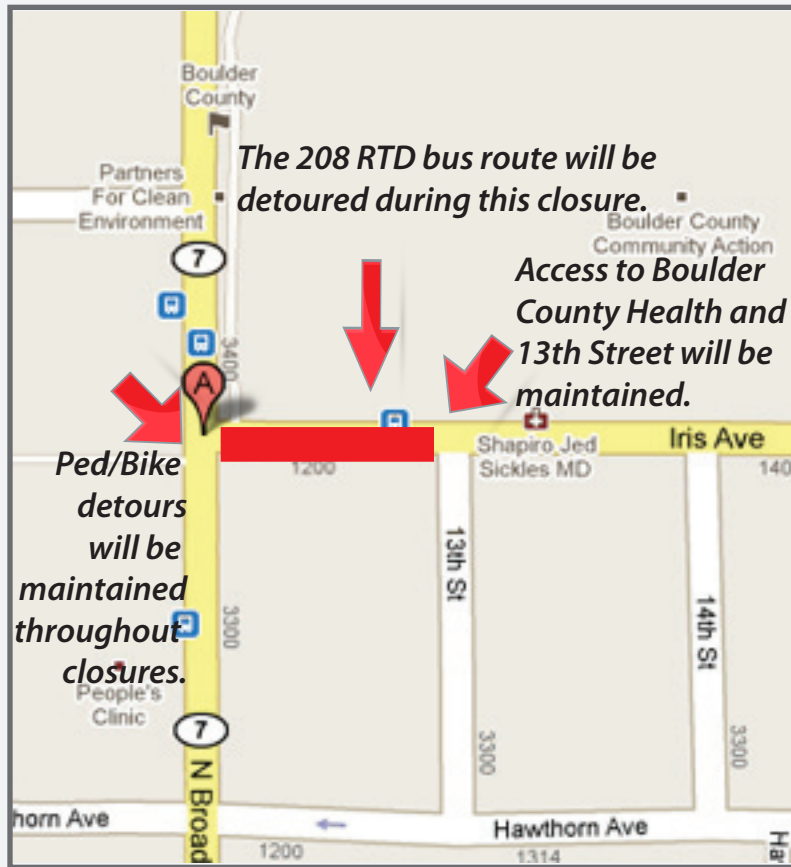 Boulder
County
The 208 RTD bus route will be
detoured during this closure.
Partners
For Clean
Environment
Boulder County
Community Action
7
Access to Boulder
County Health and
13th Street will be
maintained.
3400
A
Iris Ave
Shapiro Jed
Sickles MD
1200
140
Ped/Bike
detours
will be
maintained
throughout
closures.
13th St
14th St
3300
People's
Clinic
7
3300
3300
N Broad
horn Ave
Hawthorn Ave
1200
1314
Ha